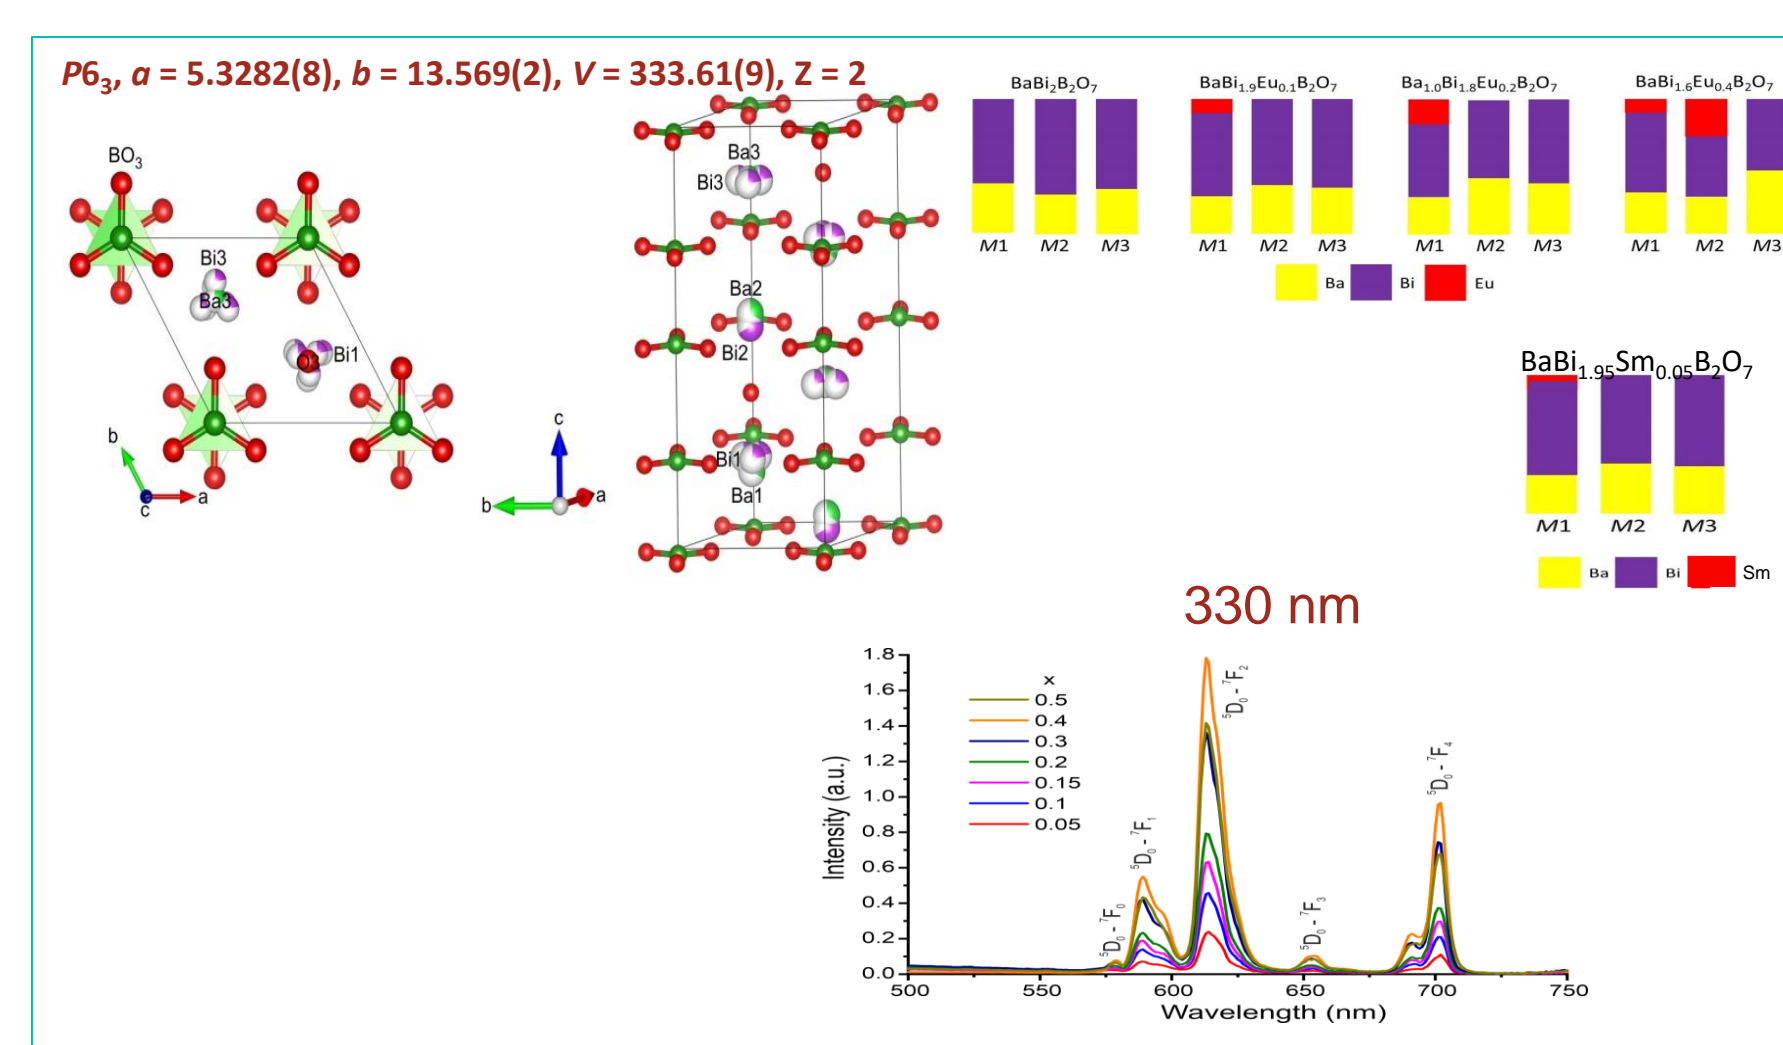 P6₃, a = 5.3282(8), b = 13.569(2), V = 333.61(9), Z = 2
BO₃
Bi3
Ba3
O3
Bi1
b
a
c
c
b
a
Ba3
Bi3
Ba2
Bi2
Bi1
Ba1
BaBi₂B₂O₇
M1 M2 M3
BaBi₁.₉Eu₀.₁B₂O₇
M1 M2 M3
Ba₁.₀Bi₁.₈Eu₀.₂B₂O₇
M1 M2 M3
BaBi₁.₆Eu₀.₄B₂O₇
M1 M2 M3
Ba Bi Eu
BaBi₁.₉₅Sm₀.₀₅B₂O₇
M1 M2 M3
Ba Bi Sm
330 nm
Intensity (a.u.)
1.8
1.6
1.4
1.2
1.0
0.8
0.6
0.4
0.2
0.0
x
0.5
0.4
0.3
0.2
0.15
0.1
0.05
⁵D₀ - ⁷F₀
⁵D₀ - ⁷F₁
⁵D₀ - ⁷F₂
⁵D₀ - ⁷F₃
⁵D₀ - ⁷F₄
500 550 600 650 700 750
Wavelength (nm)